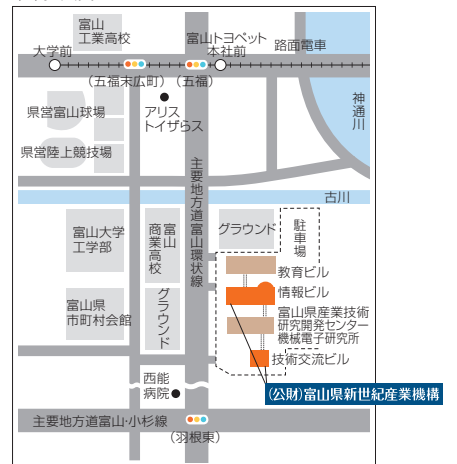 富山
工業高校
大学前
富山トヨペット
本社前
路面電車
(五福末広町)
(五福)
アリス
トイザらス
神通川
県営富山球場
県営陸上競技場
主要地方道富山環状線
古川
富山大学
工学部
富山
商業高校
グラウンド
駐車場
教育ビル
情報ビル
富山県
市町村会館
グラウンド
富山県産業技術
研究開発センター
機械電子研究所
技術交流ビル
西能
病院
(公財)富山県新世紀産業機構
主要地方道富山・小杉線
(羽根東)